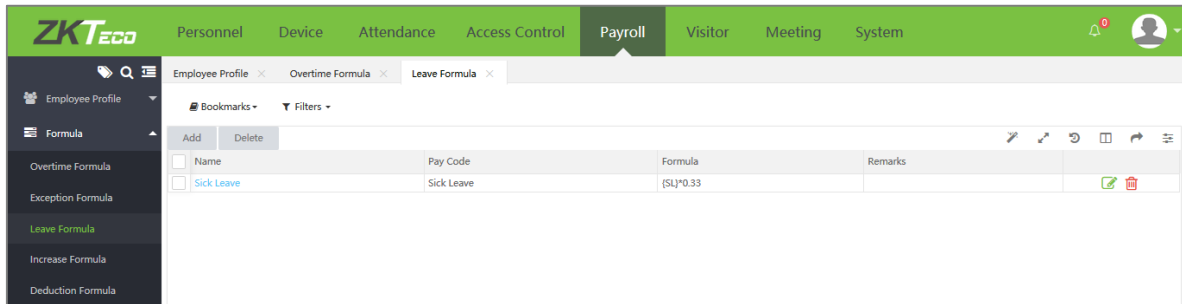 ZKTeco Personnel Device Attendance Access Control Payroll Visitor Meeting System 0
Employee Profile Overtime Formula Leave Formula
Employee Profile
Bookmarks Filters
Formula
Add Delete
Name Pay Code Formula Remarks
Overtime Formula
Sick Leave Sick Leave {SL}*0.33
Exception Formula
Leave Formula
Increase Formula
Deduction Formula